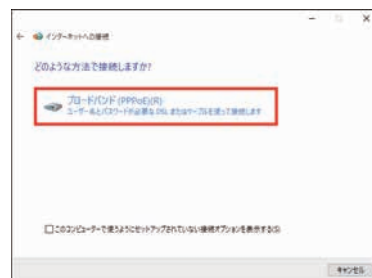 インターネットへの接続
どのような方法で接続しますか?
ブロードバンド (PPPoE)(R)
ユーザー名とパスワードが必要な DSL またはケーブルを使って接続します
このコンピューターで使うようにセットアップされていない接続オプションを表示する(S)
キャンセル